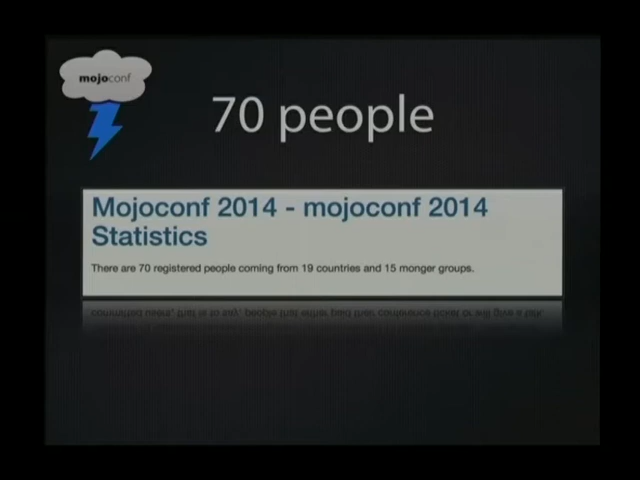 mojoconf
70 people
Mojoconf 2014 - mojoconf 2014
Statistics
There are 70 registered people coming from 19 countries and 15 monger groups.